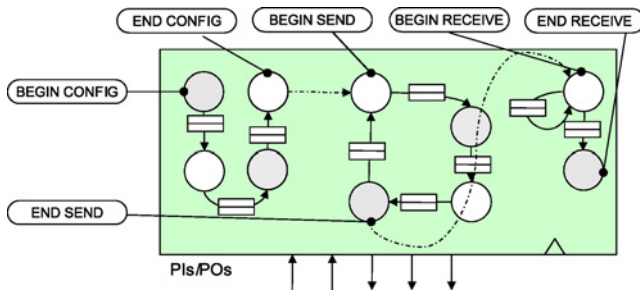 END CONFIG
BEGIN SEND
BEGIN RECEIVE
END RECEIVE
BEGIN CONFIG
END SEND
PIs/POs